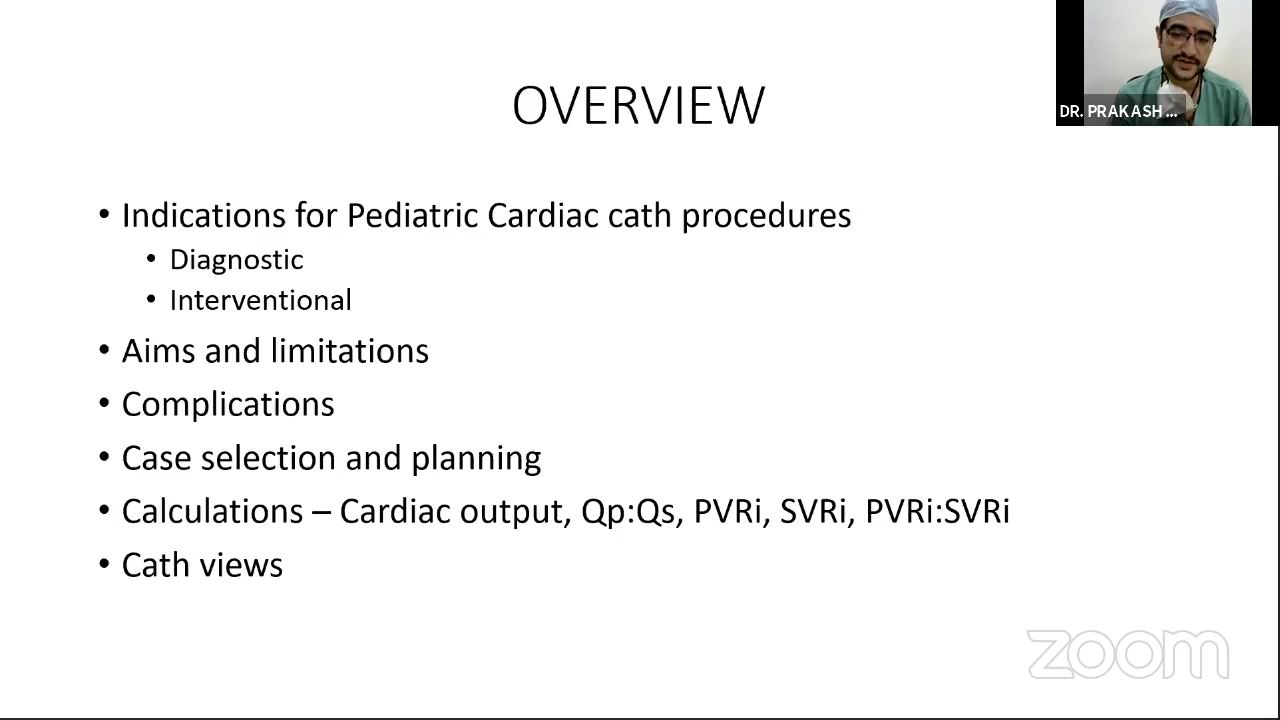 OVERVIEW
DR. PRAKASH ...
• Indications for Pediatric Cardiac cath procedures
• Diagnostic
• Interventional
• Aims and limitations
• Complications
• Case selection and planning
• Calculations – Cardiac output, Qp:Qs, PVRi, SVRi, PVRi:SVRi
• Cath views
zoom